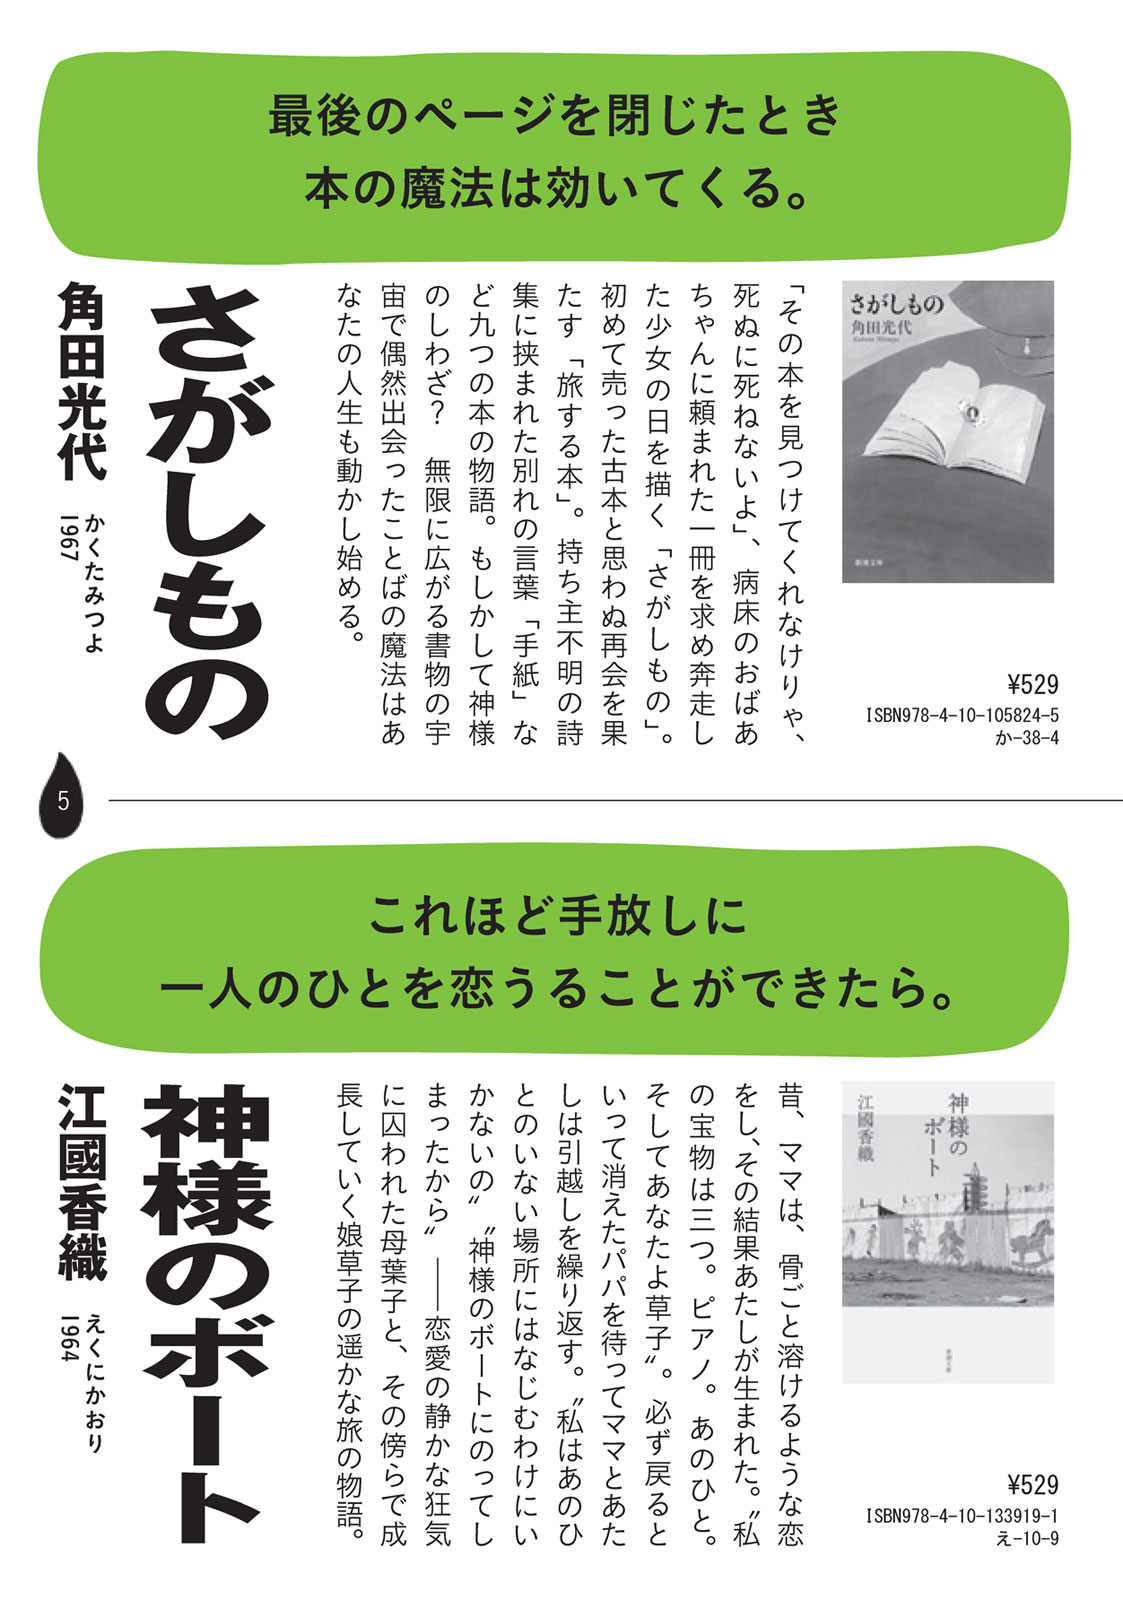 最後のページを閉じたとき
本の魔法は効いてくる。
さがしもの
角田光代
Kakuta Mitsuyo
新潮文庫
¥529
ISBN978-4-10-105824-5
か-38-4
「その本を見つけてくれなけりゃ、
死ぬに死ねないよ」、病床のおばあ
ちゃんに頼まれた一冊を求め奔走し
た少女の日を描く「さがしもの」。
初めて売った古本と思わぬ再会を果
たす「旅する本」。持ち主不明の詩
集に挟まれた別れの言葉「手紙」な
ど九つの本の物語。もしかして神様
のしわざ？　無限に広がる書物の宇
宙で偶然出会ったことばの魔法はあ
なたの人生も動かし始める。
さがしもの
角田光代
かくたみつよ
1967
5
これほど手放しに
一人のひとを恋うることができたら。
神様の
ボート
江國香織
新潮文庫
¥529
ISBN978-4-10-133919-1
え-10-9
昔、ママは、骨ごと溶けるような恋
をし、その結果あたしが生まれた。〝私
の宝物は三つ。ピアノ。あのひと。
そしてあなたよ草子〟。必ず戻ると
いって消えたパパを待ってママとあた
しは引越しを繰り返す。〝私はあのひ
とのいない場所にはなじむわけにい
かないの〟〝神様のボートにのってし
まったから〟――恋愛の静かな狂気
に囚われた母葉子と、その傍らで成
長していく娘草子の遥かな旅の物語。
神様のボート
江國香織
えくにかおり
1964